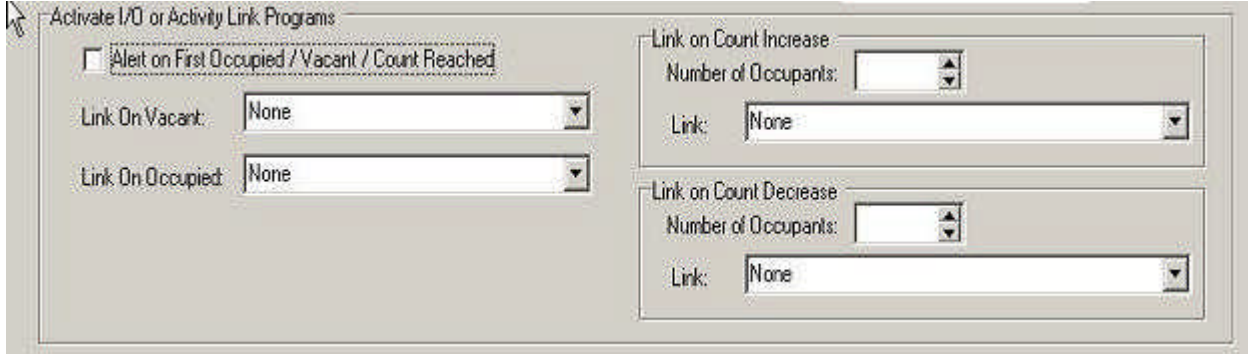 Activate I/O or Activity Link Programs
Alert on First Occupied / Vacant / Count Reached
Link On Vacant: None
Link On Occupied: None
Link on Count Increase
Number of Occupants:
Link: None
Link on Count Decrease
Number of Occupants:
Link: None